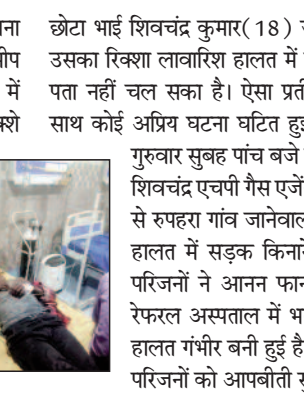 ना
ीप
में
क्शे
छोटा भाई शिवचंद्र कुमार(18)
उसका रिक्शा लावारिश हालत में
पता नहीं चल सका है। ऐसा प्रती
साथ कोई अप्रिय घटना घटित हुइ
गुरुवार सुबह पांच बजे
शिवचंद्र एचपी गैस एजें
से रुपहरा गांव जानेवाल
हालत में सड़क किनारे
परिजनों ने आनन फान
रेफरल अस्पताल में भ
हालत गंभीर बनी हुई है
परिजनों को आपबीती सु